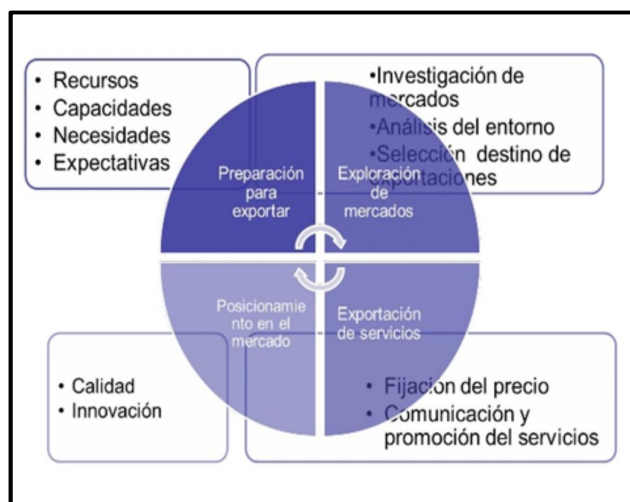 • Recursos
• Capacidades
• Necesidades
• Expectativas
•Investigación de
mercados
•Análisis del entorno
•Selección destino de
exportaciones
Preparación
para
exportar
Exploración
de
mercados
Posicionamie
nto en el
mercado
Exportación
de servicios
• Calidad
• Innovación
• Fijación del precio
• Comunicación y
promoción del servicios